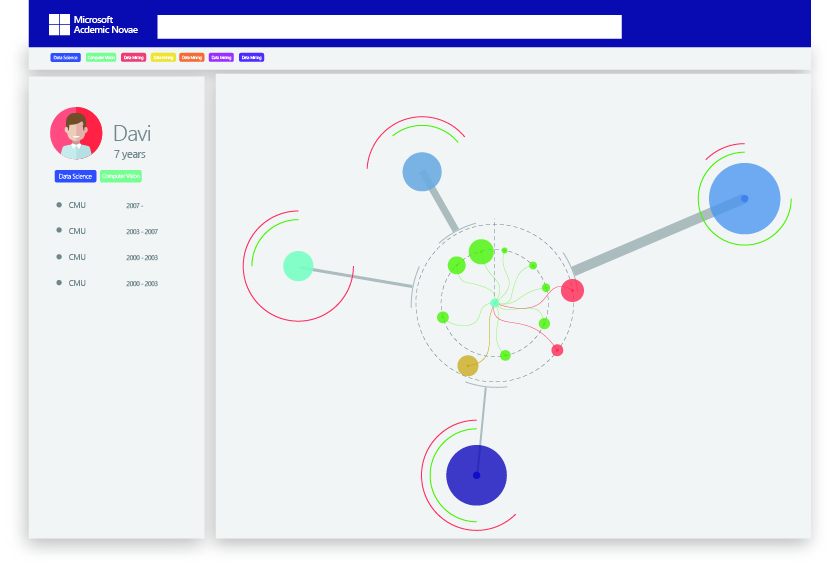 Microsoft
Acdemic Novae
Data Science Computer Vision Data Mining Data Mining Data Mining Data Mining Data Mining
Davi
7 years
Data Science Computer Vision
CMU 2007 -
CMU 2003 - 2007
CMU 2000 - 2003
CMU 2000 - 2003